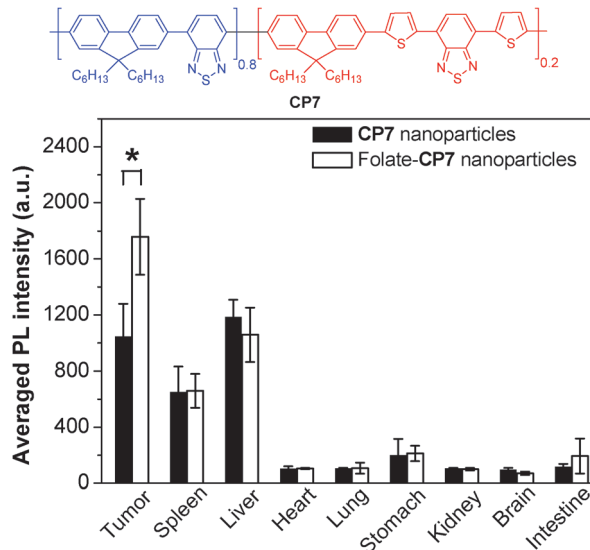 0.8
0.2
S
S
N
N
S
N
N
S
C6H13
C6H13
C6H13
C6H13
CP7
CP7 nanoparticles
Folate-CP7 nanoparticles
*
Averaged PL intensity (a.u.)
2400
2000
1600
1200
800
400
0
Tumor
Spleen
Liver
Heart
Lung
Stomach
Kidney
Brain
Intestine